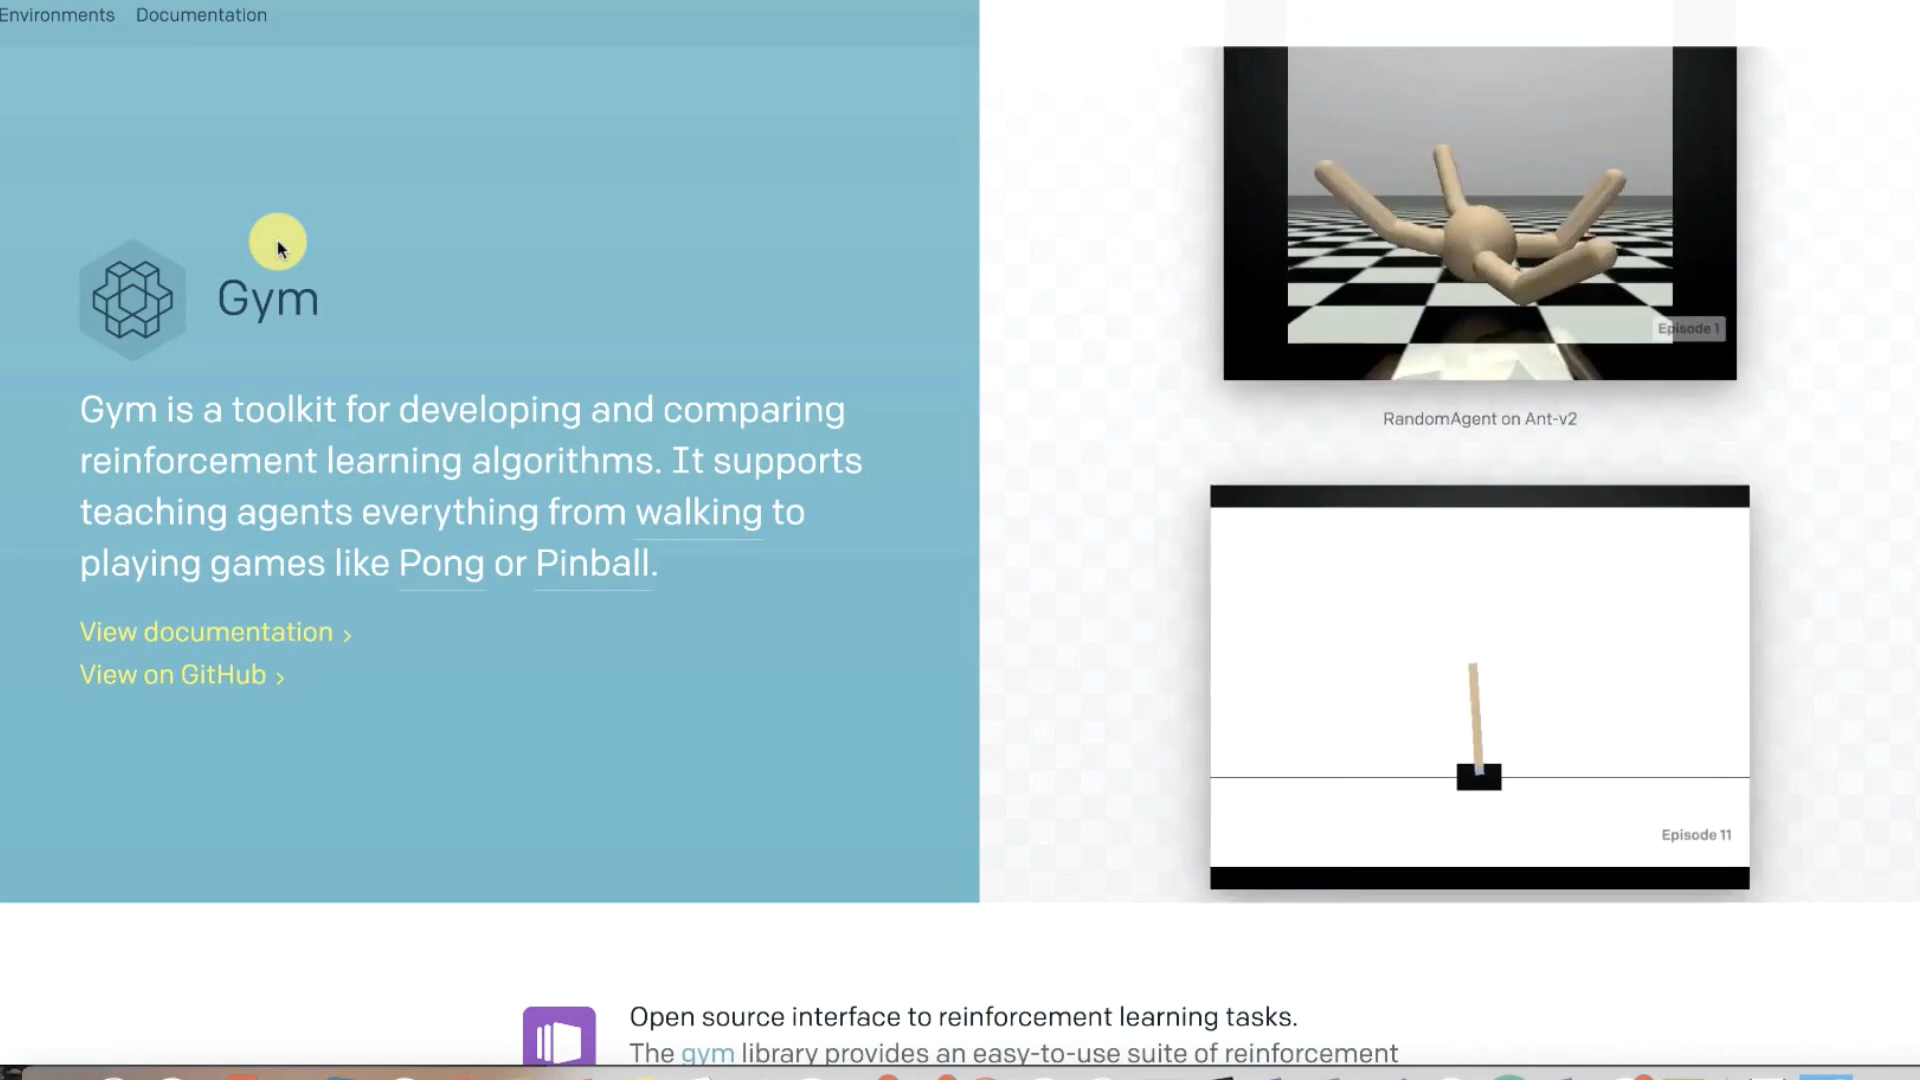 Environments Documentation
Gym
Gym is a toolkit for developing and comparing
reinforcement learning algorithms. It supports
teaching agents everything from walking to
playing games like Pong or Pinball.
View documentation ›
View on GitHub ›
Episode 1
RandomAgent on Ant-v2
Episode 11
Open source interface to reinforcement learning tasks.
The gym library provides an easy-to-use suite of reinforcement